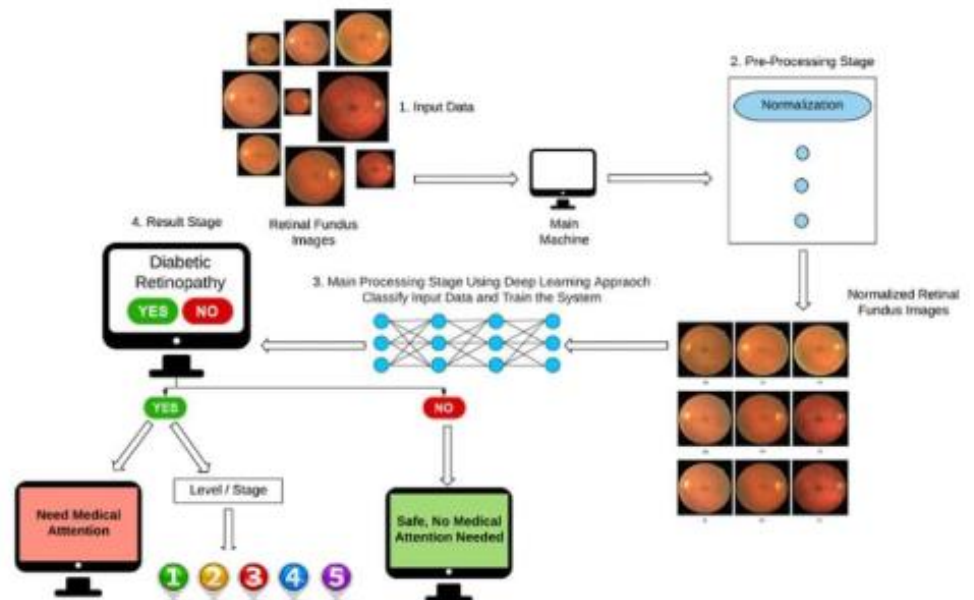 1. Input Data
Retinal Fundus
Images
Main
Machine
2. Pre-Processing Stage
Normalization
Normalized Retinal
Fundus Images
3. Main Processing Stage Using Deep Learning Appraoch
Classify Input Data and Train the System
4. Result Stage
Diabetic
Retinopathy
YES NO
YES
NO
Need Medical
Atttention
Level / Stage
1 2 3 4 5
Safe, No Medical
Attention Needed